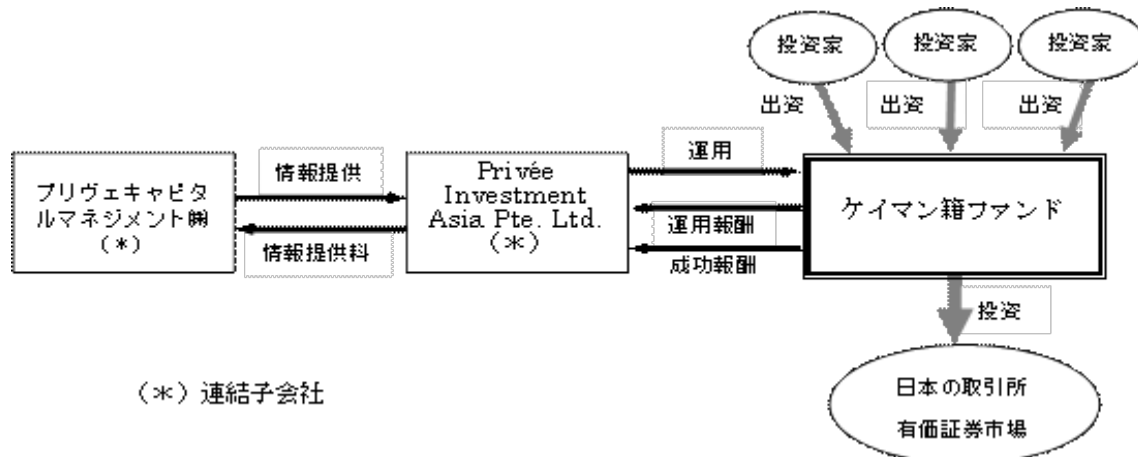 投資家
投資家
投資家
出資
出資
出資
プリヴェキャピタ
ルマネジメント㈱
(*)
情報提供
情報提供料
Privée
Investment
Asia Pte. Ltd.
(*)
運用
運用報酬
成功報酬
ケイマン籍ファンド
投資
日本の取引所
有価証券市場
(*)連結子会社